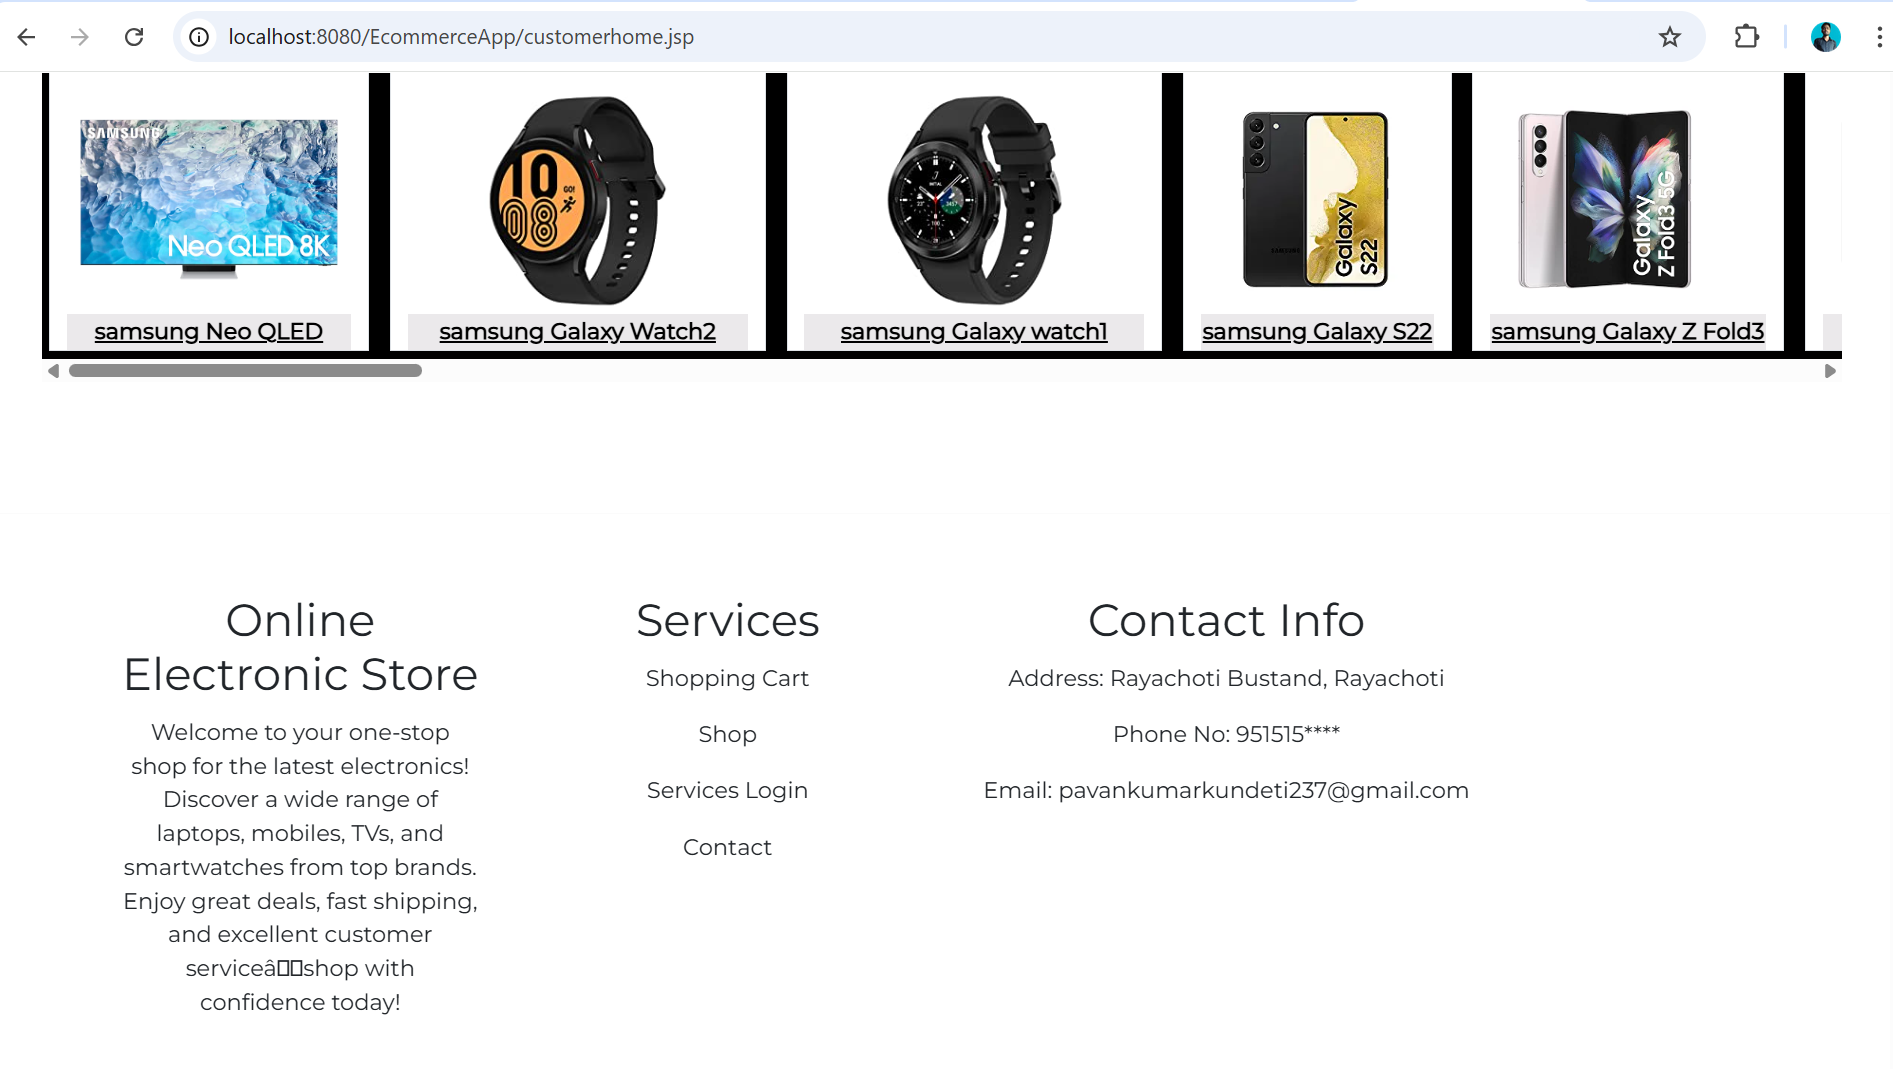 localhost:8080/EcommerceApp/customerhome.jsp
SAMSUNG
Neo QLED 8K
10
08
GO!
Galaxy
S22
Galaxy
Z Fold3 5G
samsung Neo QLED
samsung Galaxy Watch2
samsung Galaxy watch1
samsung Galaxy S22
samsung Galaxy Z Fold3
Online
Electronic Store
Welcome to your one-stop
shop for the latest electronics!
Discover a wide range of
laptops, mobiles, TVs, and
smartwatches from top brands.
Enjoy great deals, fast shipping,
and excellent customer
serviceâ▯▯shop with
confidence today!
Services
Shopping Cart
Shop
Services Login
Contact
Contact Info
Address: Rayachoti Bustand, Rayachoti
Phone No: 951515****
Email: pavankumarkundeti237@gmail.com